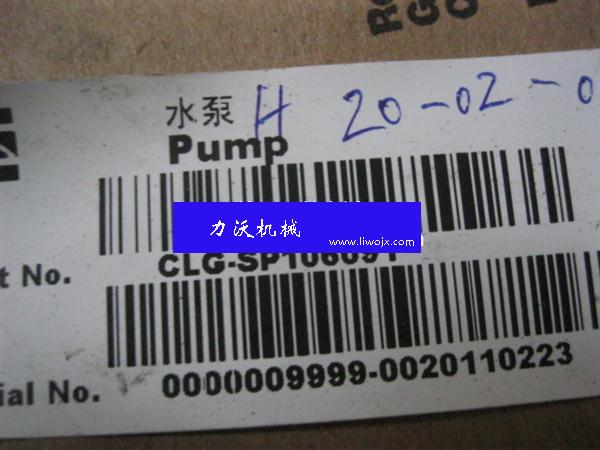 水泵 H 20-02-0
Pump
力沃机械
www.liwojx.com
t No.
CLG-SP106094
ial No. 0000009999-0020110223